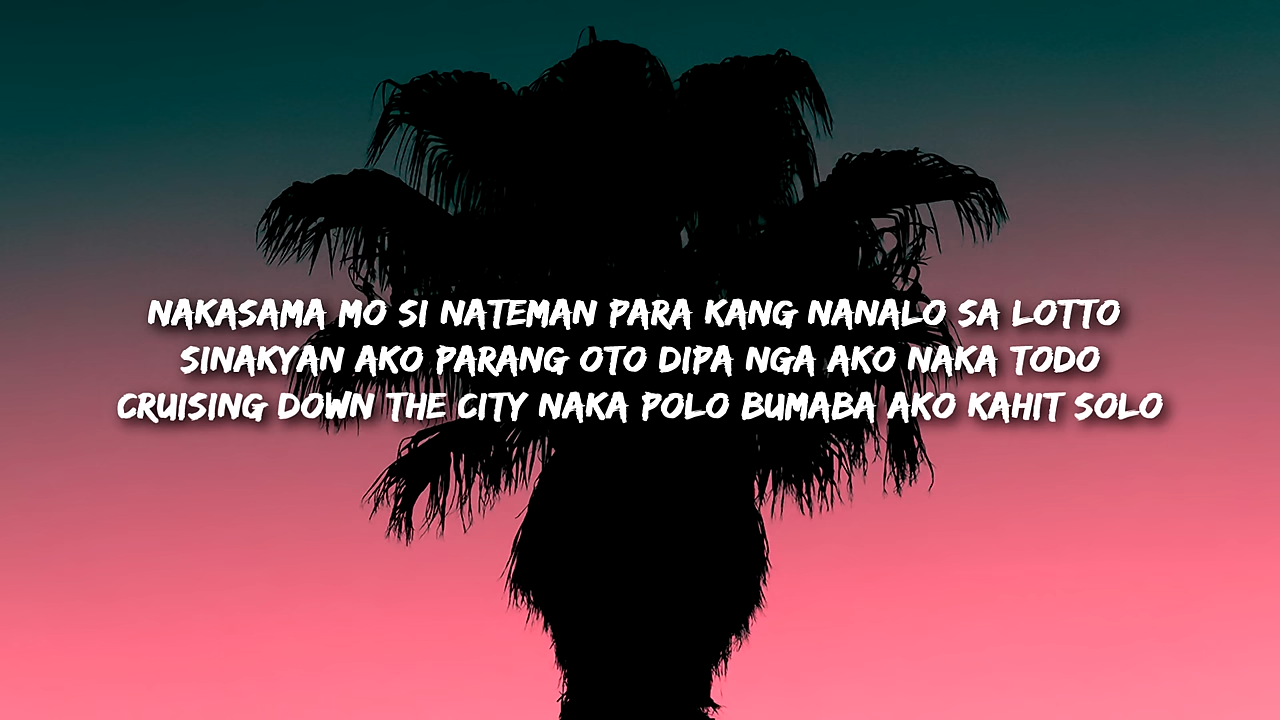 NAKASAMA MO SI NATEMAN PARA KANG NANALO SA LOTTO
SINAKYAN AKO PARANG OTO DIPA NGA AKO NAKA TODO
CRUISING DOWN THE CITY NAKA POLO BUMABA AKO KAHIT SOLO